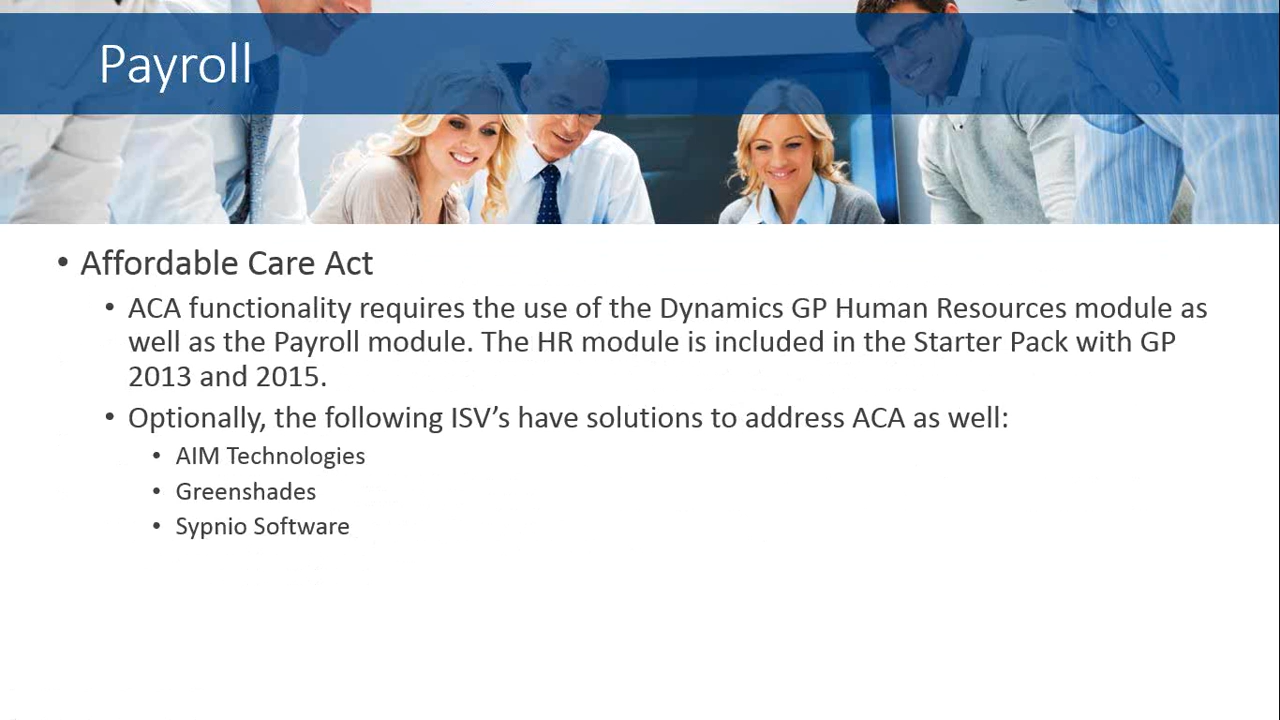 Payroll
• Affordable Care Act
• ACA functionality requires the use of the Dynamics GP Human Resources module as
well as the Payroll module. The HR module is included in the Starter Pack with GP
2013 and 2015.
• Optionally, the following ISV’s have solutions to address ACA as well:
• AIM Technologies
• Greenshades
• Sypnio Software